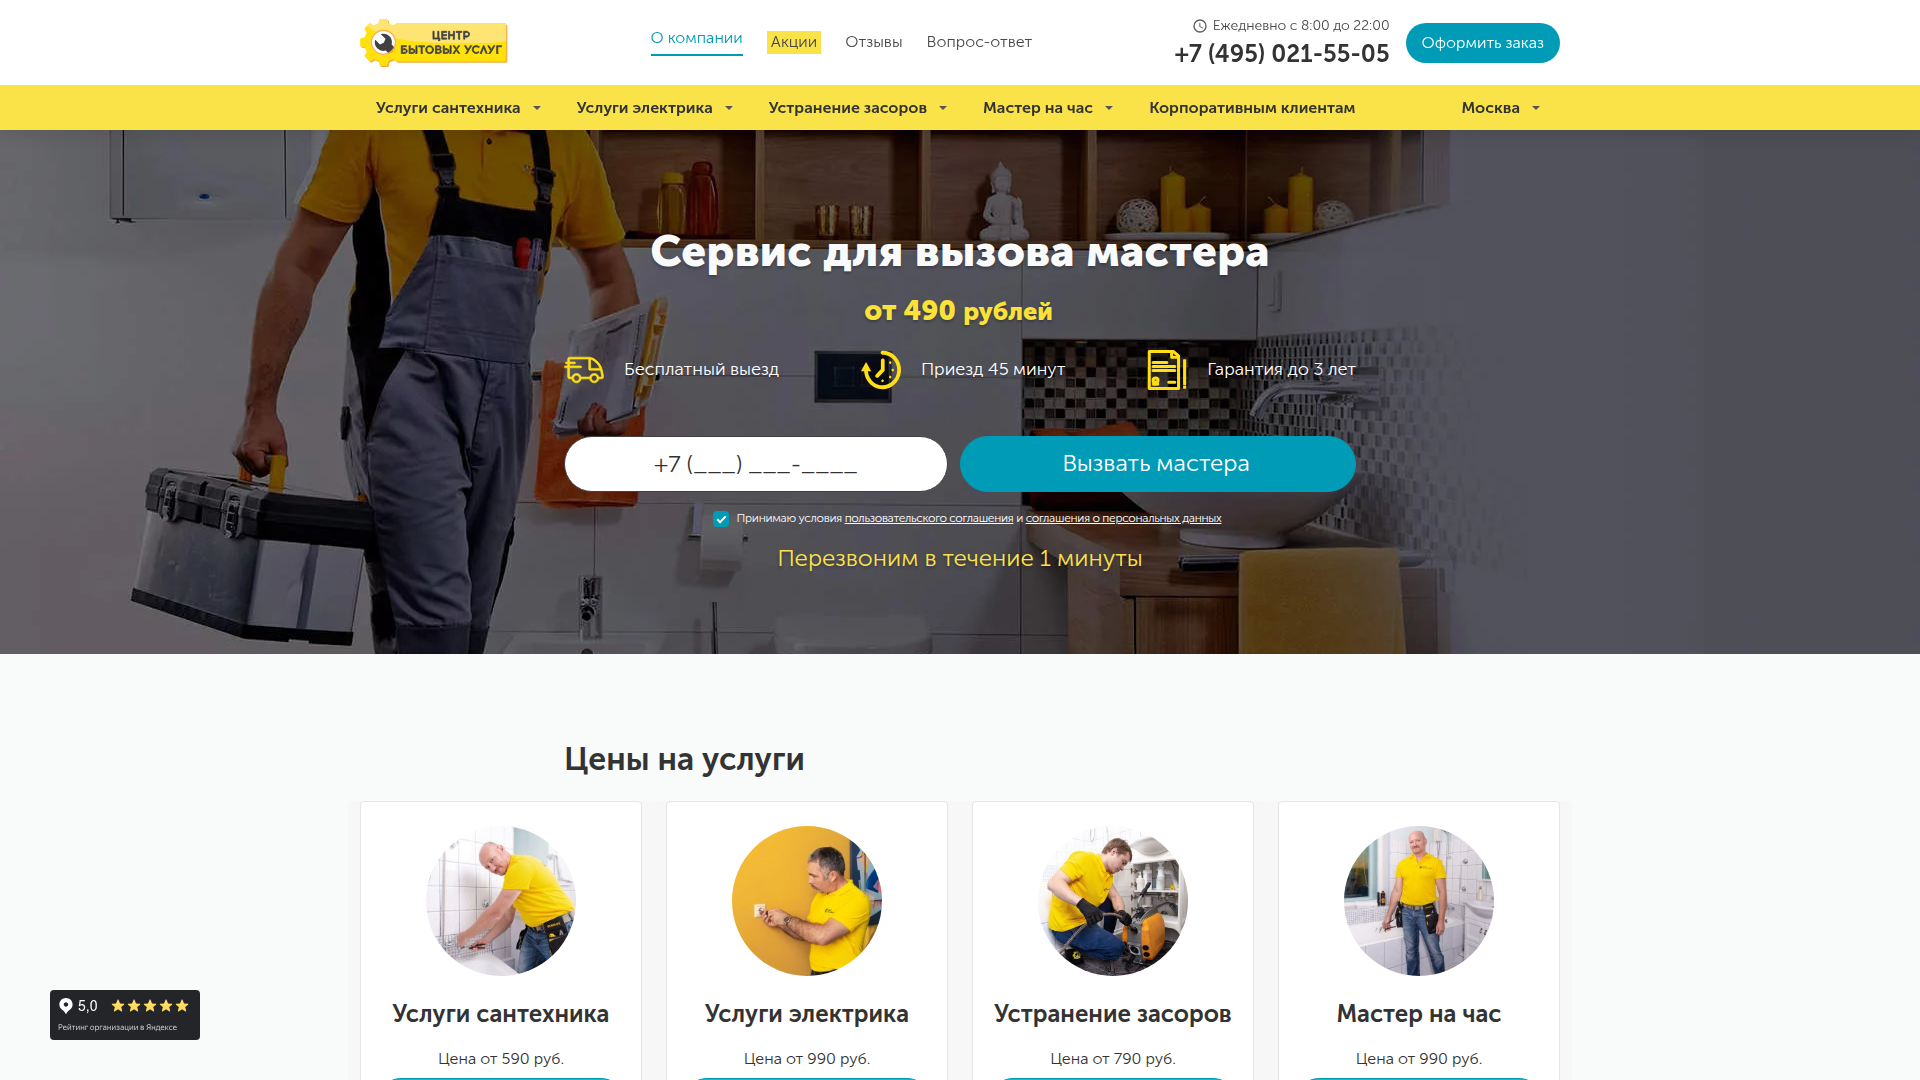 ЦЕНТР
БЫТОВЫХ УСЛУГ
О компании
Акции
Отзывы
Вопрос-ответ
Ежедневно с 8:00 до 22:00
+7 (495) 021-55-05
Оформить заказ
Услуги сантехника
Услуги электрика
Устранение засоров
Мастер на час
Корпоративным клиентам
Москва
Сервис для вызова мастера
от 490 рублей
Бесплатный выезд
Приезд 45 минут
Гарантия до 3 лет
+7 (___) ___-____
Вызвать мастера
Принимаю условия пользовательского соглашения и соглашения о персональных данных
Перезвоним в течение 1 минуты
Цены на услуги
Услуги сантехника
Услуги электрика
Устранение засоров
Мастер на час
Цена от 590 руб.
Цена от 990 руб.
Цена от 790 руб.
Цена от 990 руб.
5,0
Рейтинг организации в Яндексе